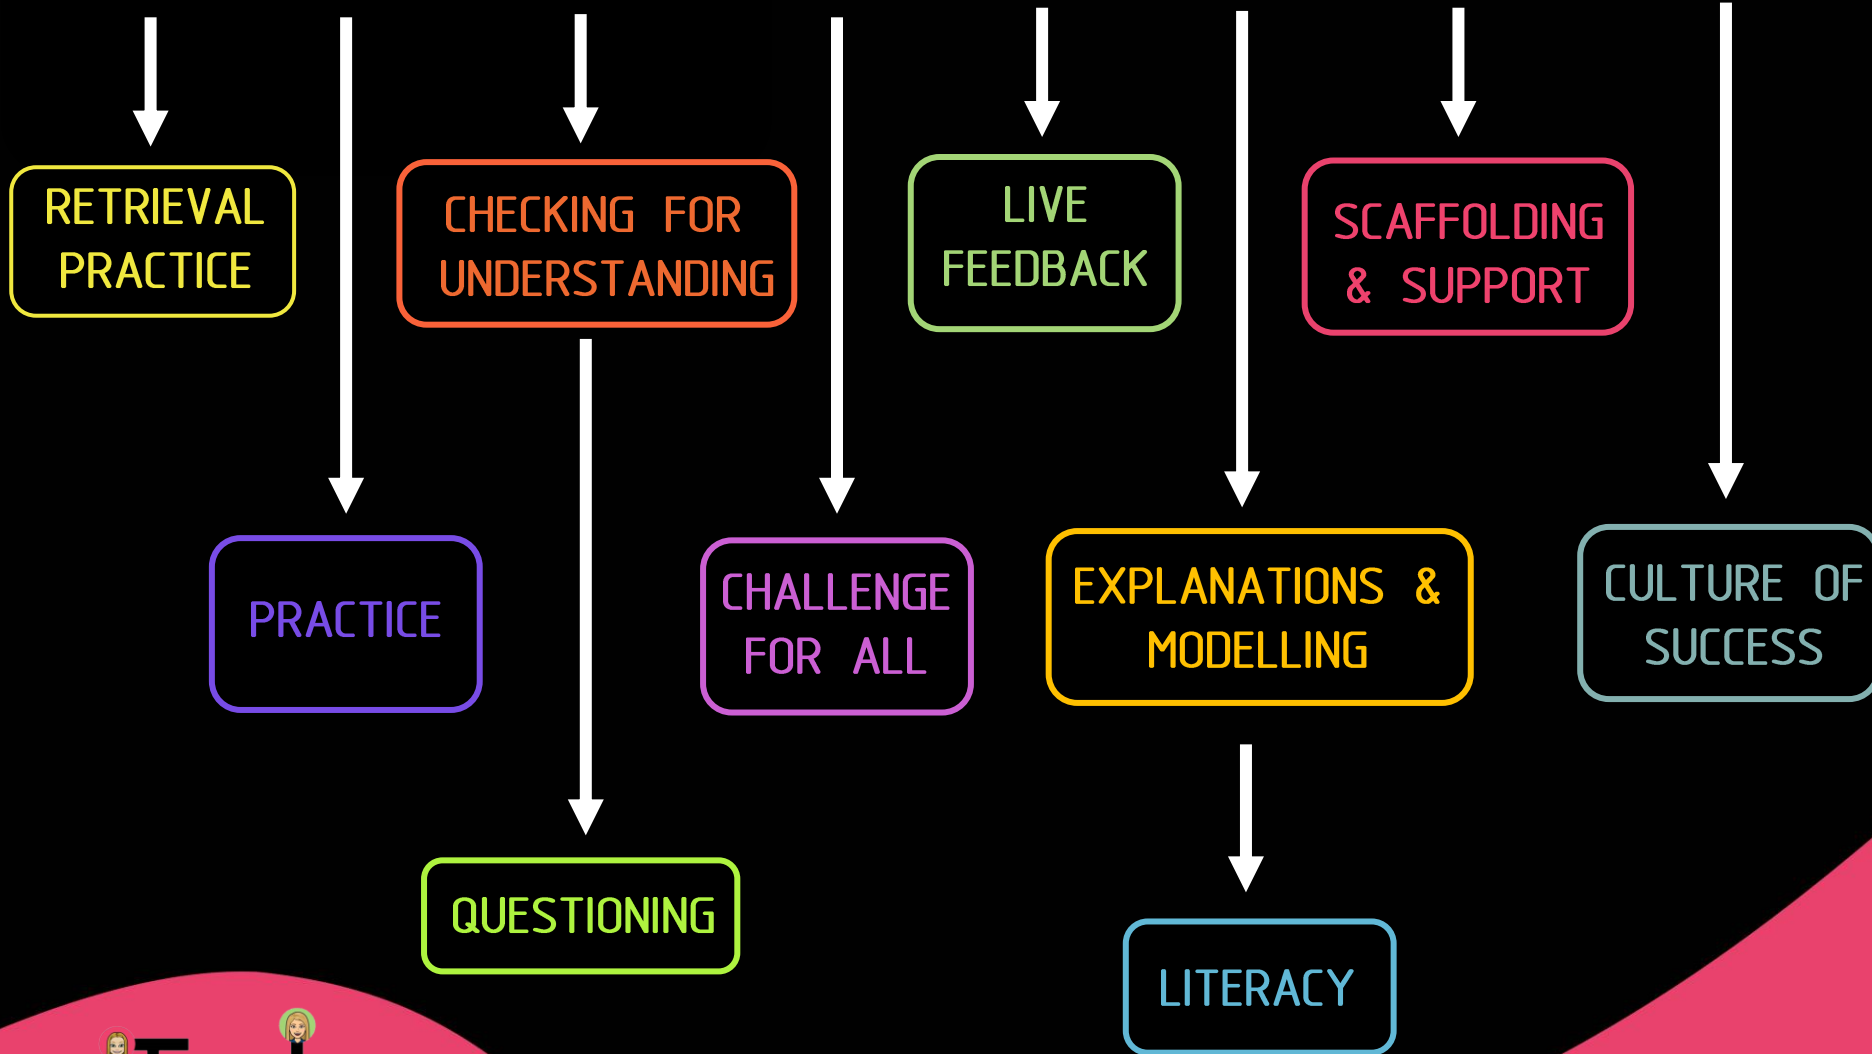 RETRIEVAL
PRACTICE
CHECKING FOR
UNDERSTANDING
LIVE
FEEDBACK
SCAFFOLDING
& SUPPORT
PRACTICE
CHALLENGE
FOR ALL
EXPLANATIONS &
MODELLING
CULTURE OF
SUCCESS
QUESTIONING
LITERACY